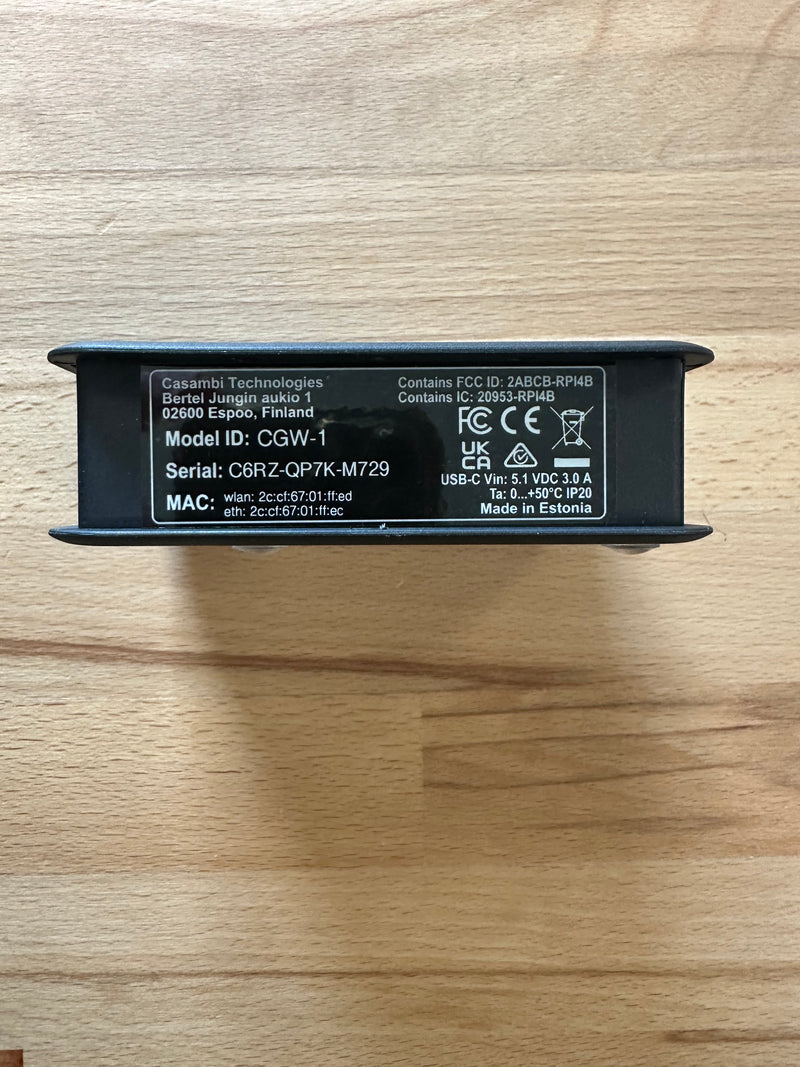 Casambi Technologies
Bertel Jungin aukio 1
02600 Espoo, Finland
Model ID: CGW-1
Serial: C6RZ-QP7K-M729
MAC: wlan: 2c:cf:67:01:ff:ed
eth: 2c:cf:67:01:ff:ec
Contains FCC ID: 2ABCB-RPI4B
Contains IC: 20953-RPI4B
FC CE
UK
CA
USB-C Vin: 5.1 VDC 3.0 A
Ta: 0...+50°C IP20
Made in Estonia